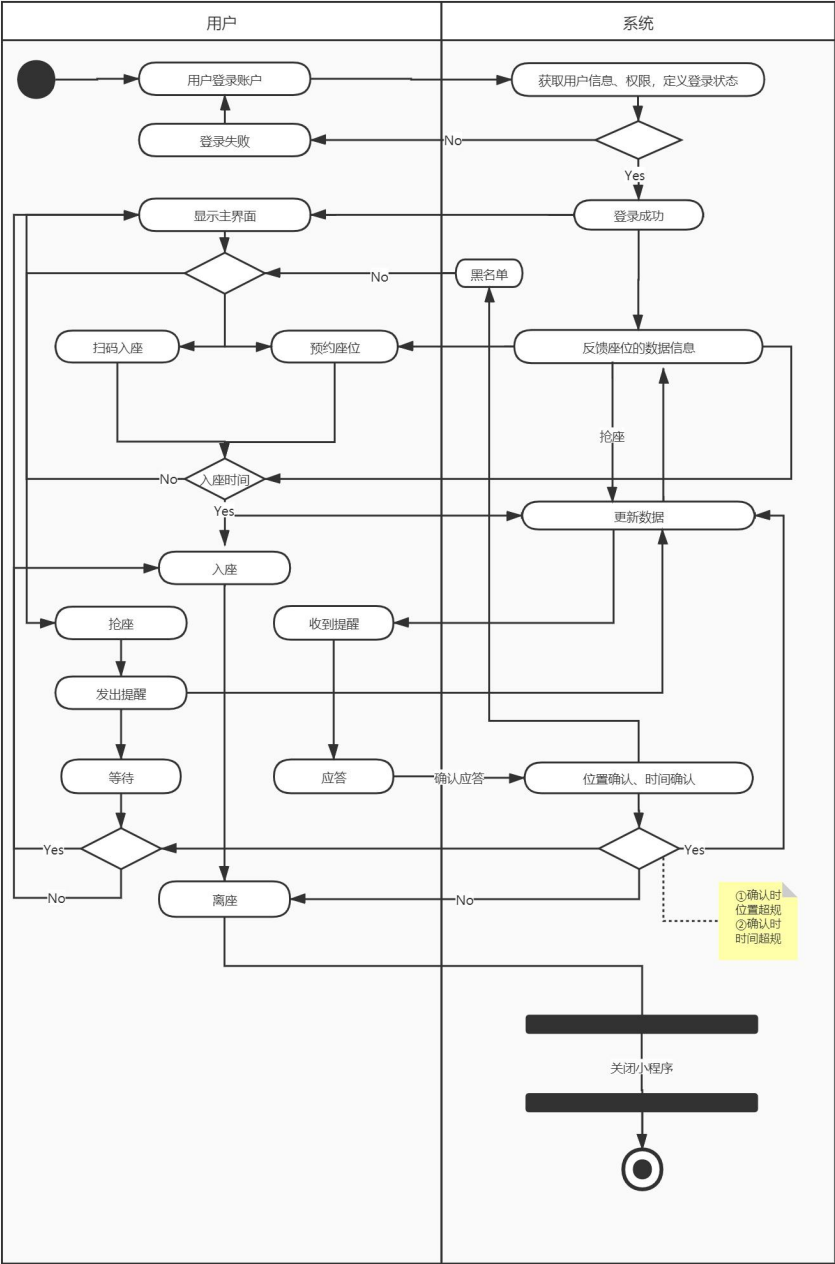 用户
系统
用户登录账户
获取用户信息、权限，定义登录状态
登录失败
No
Yes
显示主界面
登录成功
No
黑名单
扫码入座
预约座位
反馈座位的数据信息
抢座
No
入座时间
Yes
更新数据
入座
抢座
收到提醒
发出提醒
等待
应答
确认应答
位置确认、时间确认
Yes
Yes
No
离座
No
①确认时
位置超规
②确认时
时间超规
关闭小程序